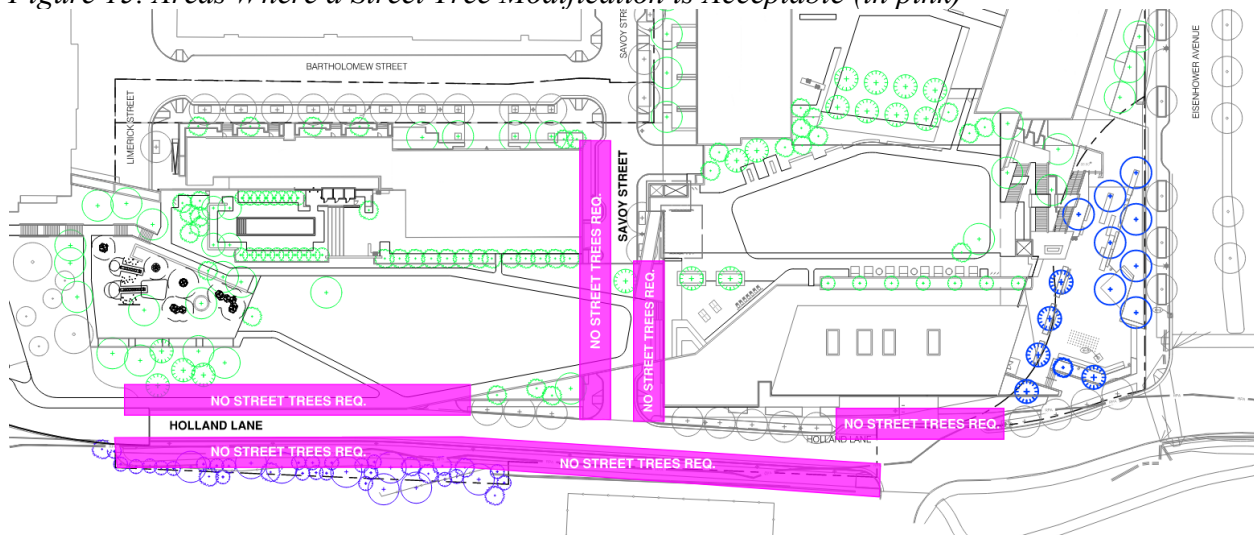 Figure 15. Areas Where a Street Tree Modification is Acceptable (in pink)
BARTHOLOMEW STREET
SAVOY STREET
EISENHOWER AVENUE
LIMERICK STREET
SAVOY STREET
NO STREET TREES REQ.
NO STREET TREES REQ.
NO STREET TREES REQ.
HOLLAND LANE
NO STREET TREES REQ.
HOLLAND LANE
NO STREET TREES REQ.
NO STREET TREES REQ.